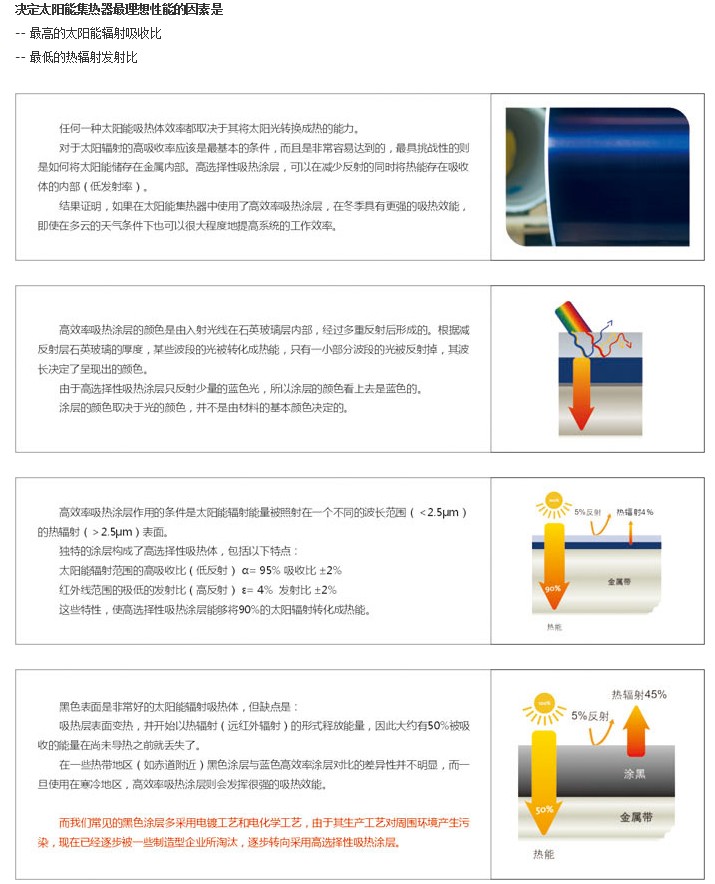 决定太阳能集热器最理想性能的因素是
-- 最高的太阳能辐射吸收比
-- 最低的热辐射发射比
任何一种太阳能吸热体效率都取决于其将太阳光转换成热的能力。
对于太阳辐射的高吸收率应该是最基本的条件，而且是非常容易达到的，最具挑战性的则
是如何将太阳能储存在金属内部。高选择性吸热涂层，可以在减少反射的同时将热能存在吸收
体的内部（低发射率）。
结果证明，如果在太阳能集热器中使用了高效率吸热涂层，在冬季具有更强的吸热效能，
即使在多云的天气条件下也可以很大程度地提高系统的工作效率。
高效率吸热涂层的颜色是由入射光线在石英玻璃层内部，经过多重反射后形成的。根据减
反射层石英玻璃的厚度，某些波段的光被转化成热能，只有一小部分波段的光被反射掉，其波
长决定了呈现出的颜色。
由于高选择性吸热涂层只反射少量的蓝色光，所以涂层的颜色看上去是蓝色的。
涂层的颜色取决于光的颜色，并不是由材料的基本颜色决定的。
高效率吸热涂层作用的条件是太阳能辐射能量被照射在一个不同的波长范围（＜2.5μm）
的热辐射（＞2.5μm）表面。
独特的涂层构成了高选择性吸热体，包括以下特点：
太阳能辐射范围的高吸收比（低反射） α= 95% 吸收比 ±2%
红外线范围的极低的发射比（高反射） ε= 4% 发射比 ±2%
这些特性，使高选择性吸热涂层能够将90%的太阳辐射转化成热能。
100%
5%反射
热辐射4%
90%
金属带
热能
黑色表面是非常好的太阳能辐射吸热体，但缺点是：
吸热层表面变热，并开始以热辐射（远红外辐射）的形式释放能量，因此大约有50%被吸
收的能量在尚未导热之前就丢失了。
在一些热带地区（如赤道附近）黑色涂层与蓝色高效率涂层对比的差异性并不明显，而一
旦使用在寒冷地区，高效率吸热涂层则会发挥很强的吸热效能。
而我们常见的黑色涂层多采用电镀工艺和电化学工艺，由于其生产工艺对周围环境产生污
染，现在已经逐步被一些制造型企业所淘汰，逐步转向采用高选择性吸热涂层。
热辐射45%
100%
5%反射
涂黑
50%
金属带
热能